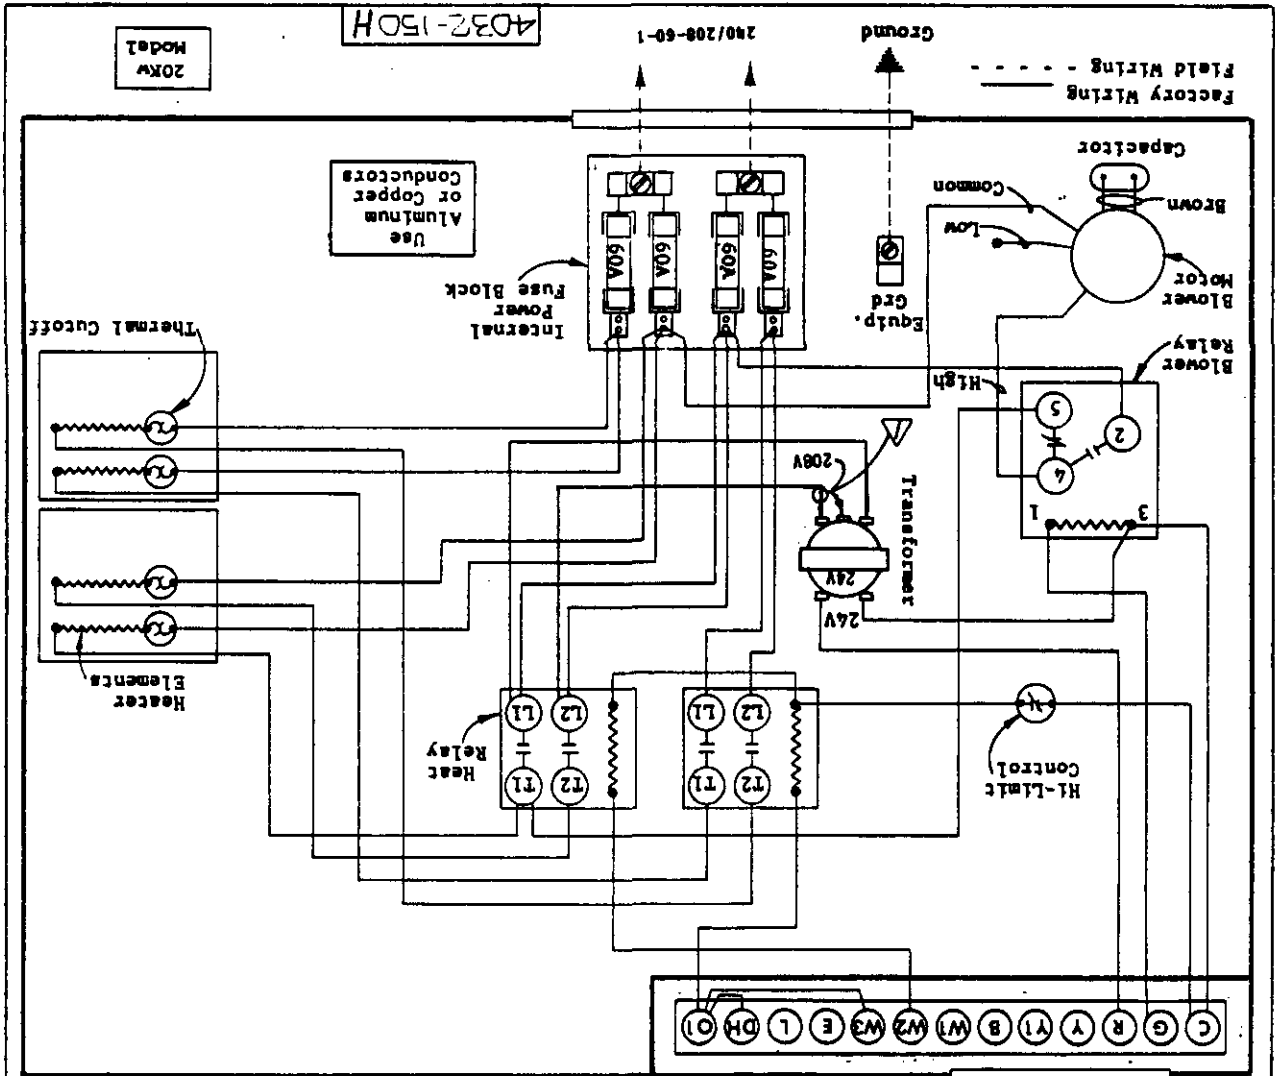 C G R Y Y1 B W1 W2 W3 E L DH O1
Hi-Limit
Control
T2 T1 T2 T1
L2 L1 L2 L1
Heat
Relay
Heater
Elements
24V
24V
Transformer
208V
1 3
4
5
2
High
Blower
Relay
Thermal Cutoff
Blower
Motor
Low
Common
Brown
Capacitor
Equip.
Grd
60A 60A 60A 60A
Internal
Power
Fuse Block
Use
Aluminum
or Copper
Conductors
Factory Wiring
Field Wiring
Ground
240/208-60-1
4032-150H
20Kw
Model